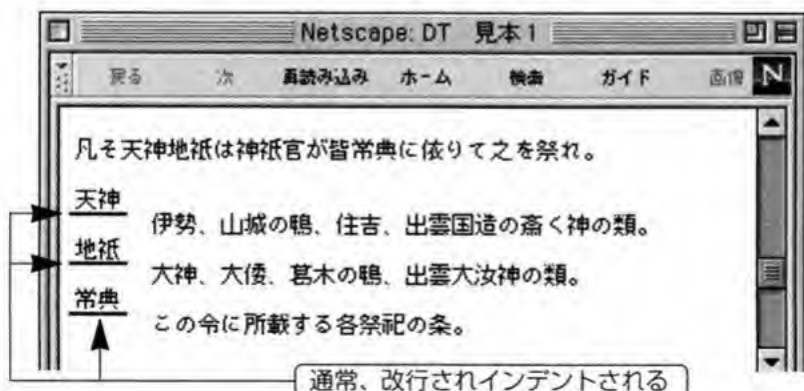 Netscape: DT 見本1
戻る 次 再読み込み ホーム 検索 ガイド 画像 N
凡そ天神地祇は神祇官が皆常典に依りて之を祭れ。
天神
伊勢、山城の鴨、住吉、出雲国造の斎く神の類。
地祇
大神、大倭、葛木の鴨、出雲大汝神の類。
常典
この令に所載する各祭祀の条。
通常、改行されインデントされる